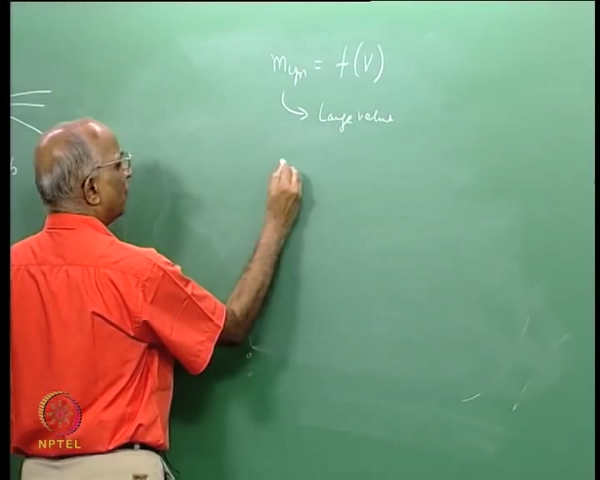 m_cyn = f(V)
Large value
b
NPTEL